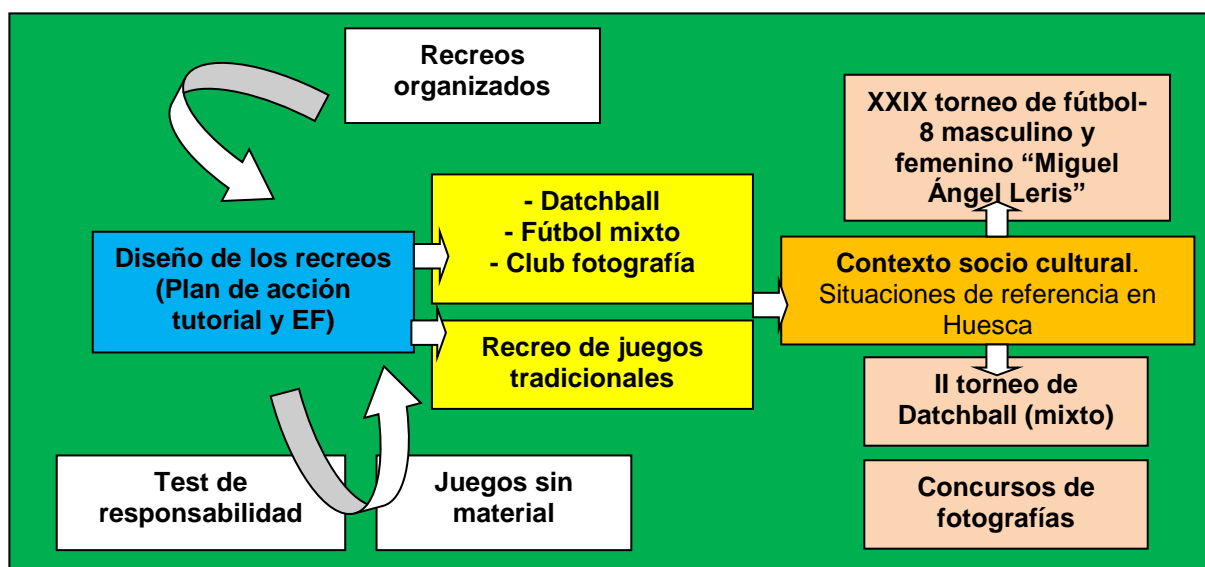 Recreos
organizados
XXIX torneo de fútbol-
8 masculino y
femenino “Miguel
Ángel Leris”
- Datchball
- Fútbol mixto
- Club fotografía
Diseño de los recreos
(Plan de acción
tutorial y EF)
Contexto socio cultural.
Situaciones de referencia en
Huesca
Recreo de juegos
tradicionales
II torneo de
Datchball (mixto)
Test de
responsabilidad
Juegos sin
material
Concursos de
fotografías